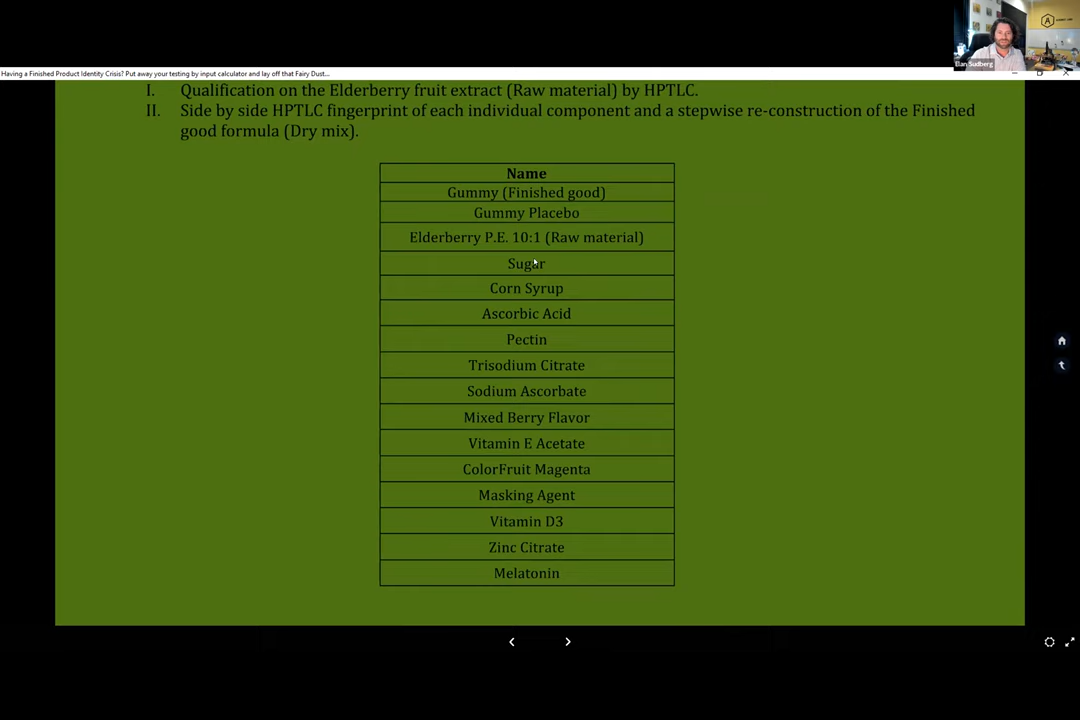 Elan Sudberg
Having a Finished Product Identity Crisis? Put away your testing by input calculator and lay off that Fairy Dust...
I. Qualification on the Elderberry fruit extract (Raw material) by HPTLC.
II. Side by side HPTLC fingerprint of each individual component and a stepwise re-construction of the Finished
good formula (Dry mix).
Name
Gummy (Finished good)
Gummy Placebo
Elderberry P.E. 10:1 (Raw material)
Sugar
Corn Syrup
Ascorbic Acid
Pectin
Trisodium Citrate
Sodium Ascorbate
Mixed Berry Flavor
Vitamin E Acetate
ColorFruit Magenta
Masking Agent
Vitamin D3
Zinc Citrate
Melatonin